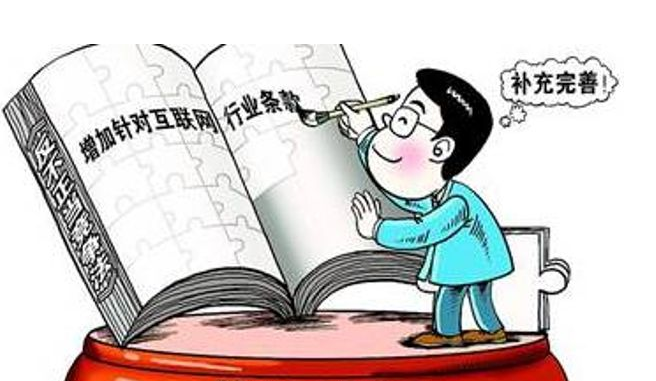 反不正当竞争法
增加针对互联网
行业条款
补充完善!